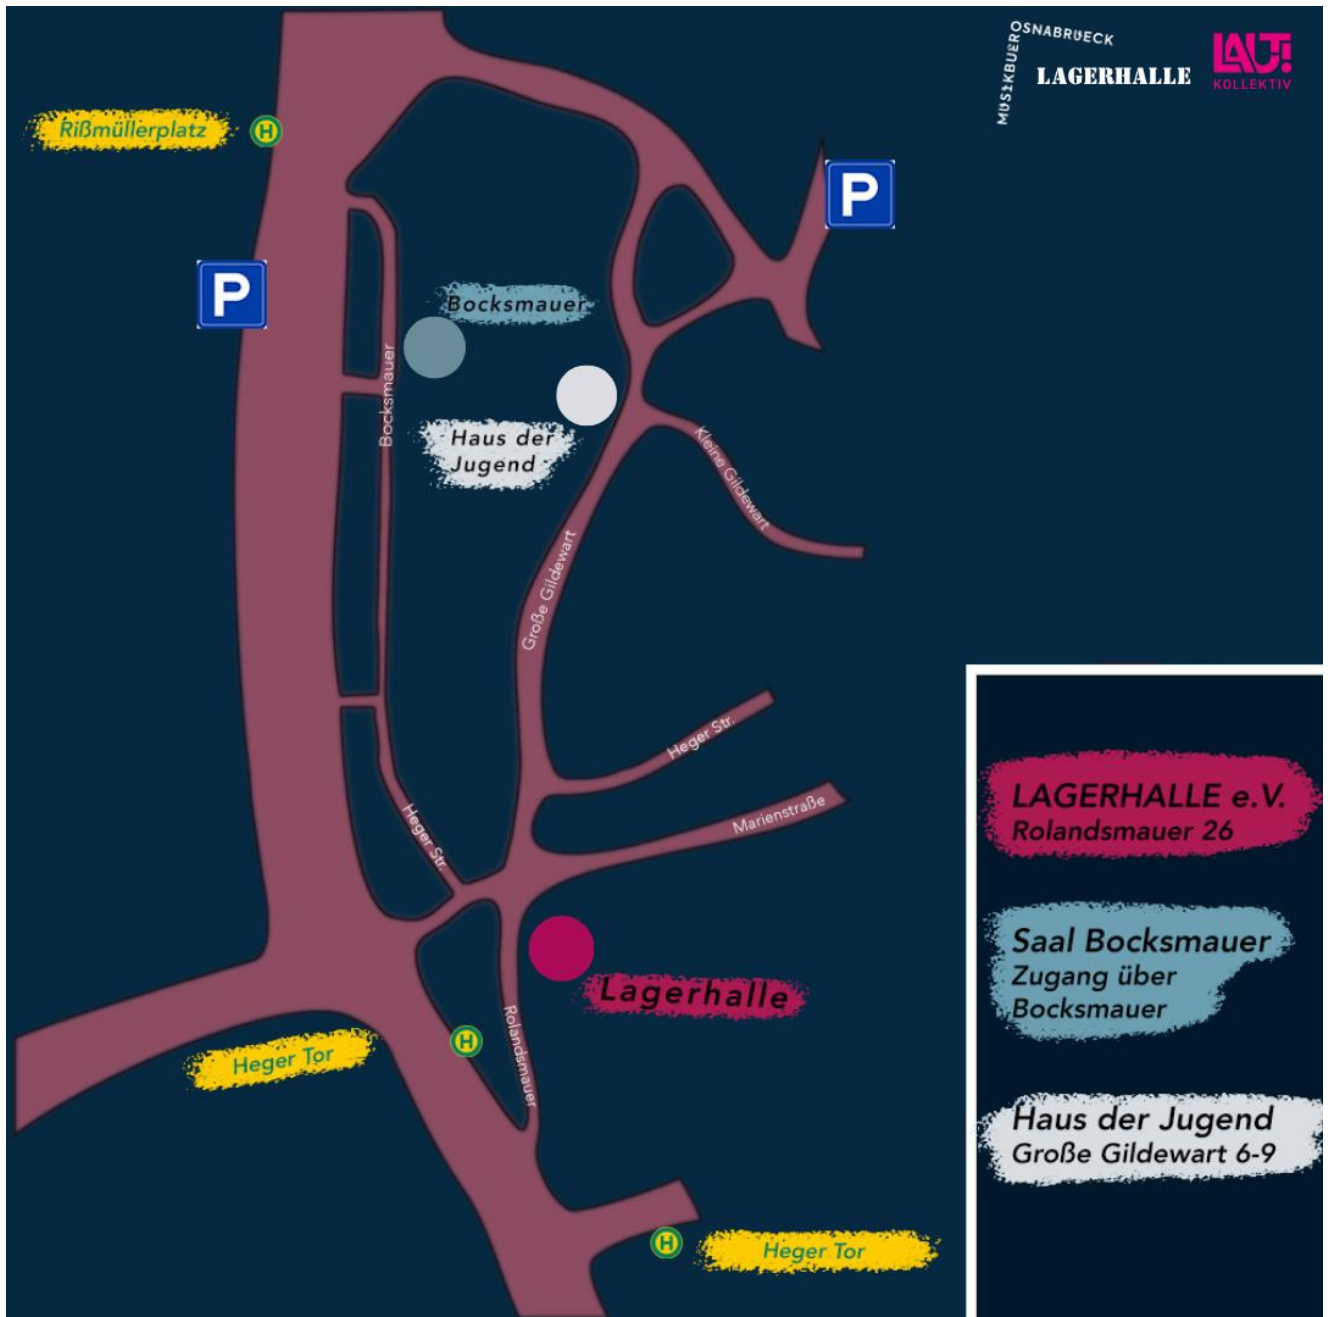 OSNABRUECK
MUSIKBUERO
LAGERHALLE
LAUT!
KOLLEKTIV
Rißmüllerplatz
H
P
P
Bocksmauer
Bocksmauer
Haus der
Jugend
Kleine Gildewart
Große Gildewart
Heger Str.
Heger Str.
Marienstraße
Lagerhalle
Rolandsmauer
H
Heger Tor
H
Heger Tor
LAGERHALLE e.V.
Rolandsmauer 26
Saal Bocksmauer
Zugang über
Bocksmauer
Haus der Jugend
Große Gildewart 6-9